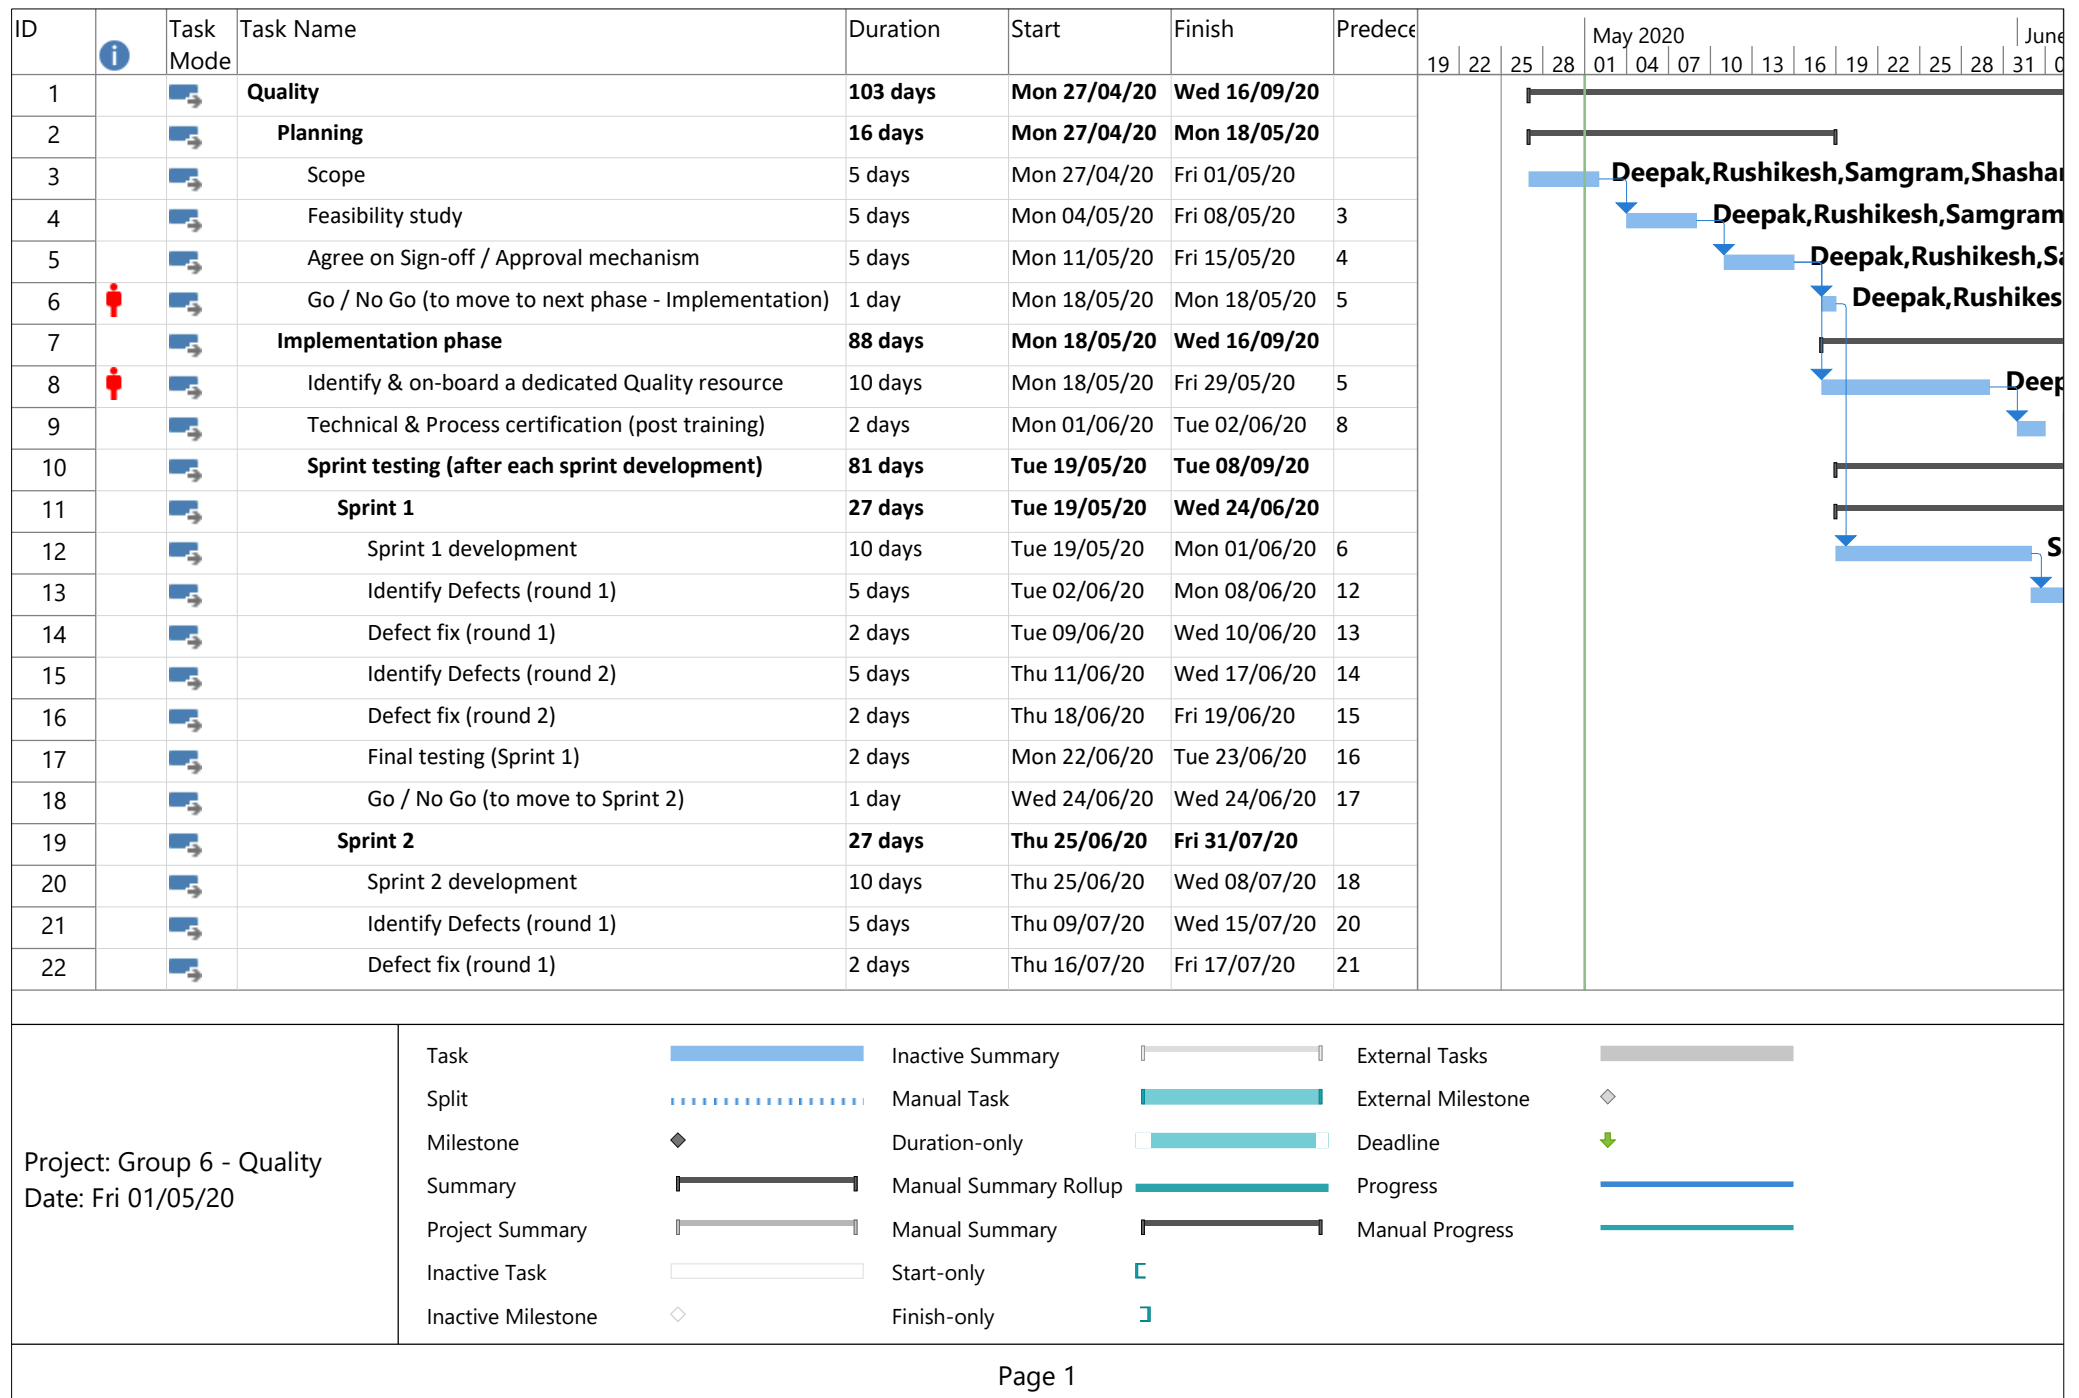 ID Task Mode Task Name Duration Start Finish Predece
May 2020 June
19 22 25 28 01 04 07 10 13 16 19 22 25 28 31 0
1 Quality 103 days Mon 27/04/20 Wed 16/09/20
2 Planning 16 days Mon 27/04/20 Mon 18/05/20
3 Scope 5 days Mon 27/04/20 Fri 01/05/20 Deepak,Rushikesh,Samgram,Shashan
4 Feasibility study 5 days Mon 04/05/20 Fri 08/05/20 3 Deepak,Rushikesh,Samgram
5 Agree on Sign-off / Approval mechanism 5 days Mon 11/05/20 Fri 15/05/20 4 Deepak,Rushikesh,Sa
6 Go / No Go (to move to next phase - Implementation) 1 day Mon 18/05/20 Mon 18/05/20 5 Deepak,Rushikes
7 Implementation phase 88 days Mon 18/05/20 Wed 16/09/20
8 Identify & on-board a dedicated Quality resource 10 days Mon 18/05/20 Fri 29/05/20 5 Deep
9 Technical & Process certification (post training) 2 days Mon 01/06/20 Tue 02/06/20 8
10 Sprint testing (after each sprint development) 81 days Tue 19/05/20 Tue 08/09/20
11 Sprint 1 27 days Tue 19/05/20 Wed 24/06/20
12 Sprint 1 development 10 days Tue 19/05/20 Mon 01/06/20 6 S
13 Identify Defects (round 1) 5 days Tue 02/06/20 Mon 08/06/20 12
14 Defect fix (round 1) 2 days Tue 09/06/20 Wed 10/06/20 13
15 Identify Defects (round 2) 5 days Thu 11/06/20 Wed 17/06/20 14
16 Defect fix (round 2) 2 days Thu 18/06/20 Fri 19/06/20 15
17 Final testing (Sprint 1) 2 days Mon 22/06/20 Tue 23/06/20 16
18 Go / No Go (to move to Sprint 2) 1 day Wed 24/06/20 Wed 24/06/20 17
19 Sprint 2 27 days Thu 25/06/20 Fri 31/07/20
20 Sprint 2 development 10 days Thu 25/06/20 Wed 08/07/20 18
21 Identify Defects (round 1) 5 days Thu 09/07/20 Wed 15/07/20 20
22 Defect fix (round 1) 2 days Thu 16/07/20 Fri 17/07/20 21
Project: Group 6 - Quality
Date: Fri 01/05/20
Task
Split
Milestone
Summary
Project Summary
Inactive Task
Inactive Milestone
Inactive Summary
Manual Task
Duration-only
Manual Summary Rollup
Manual Summary
Start-only
Finish-only
External Tasks
External Milestone
Deadline
Progress
Manual Progress
Page 1